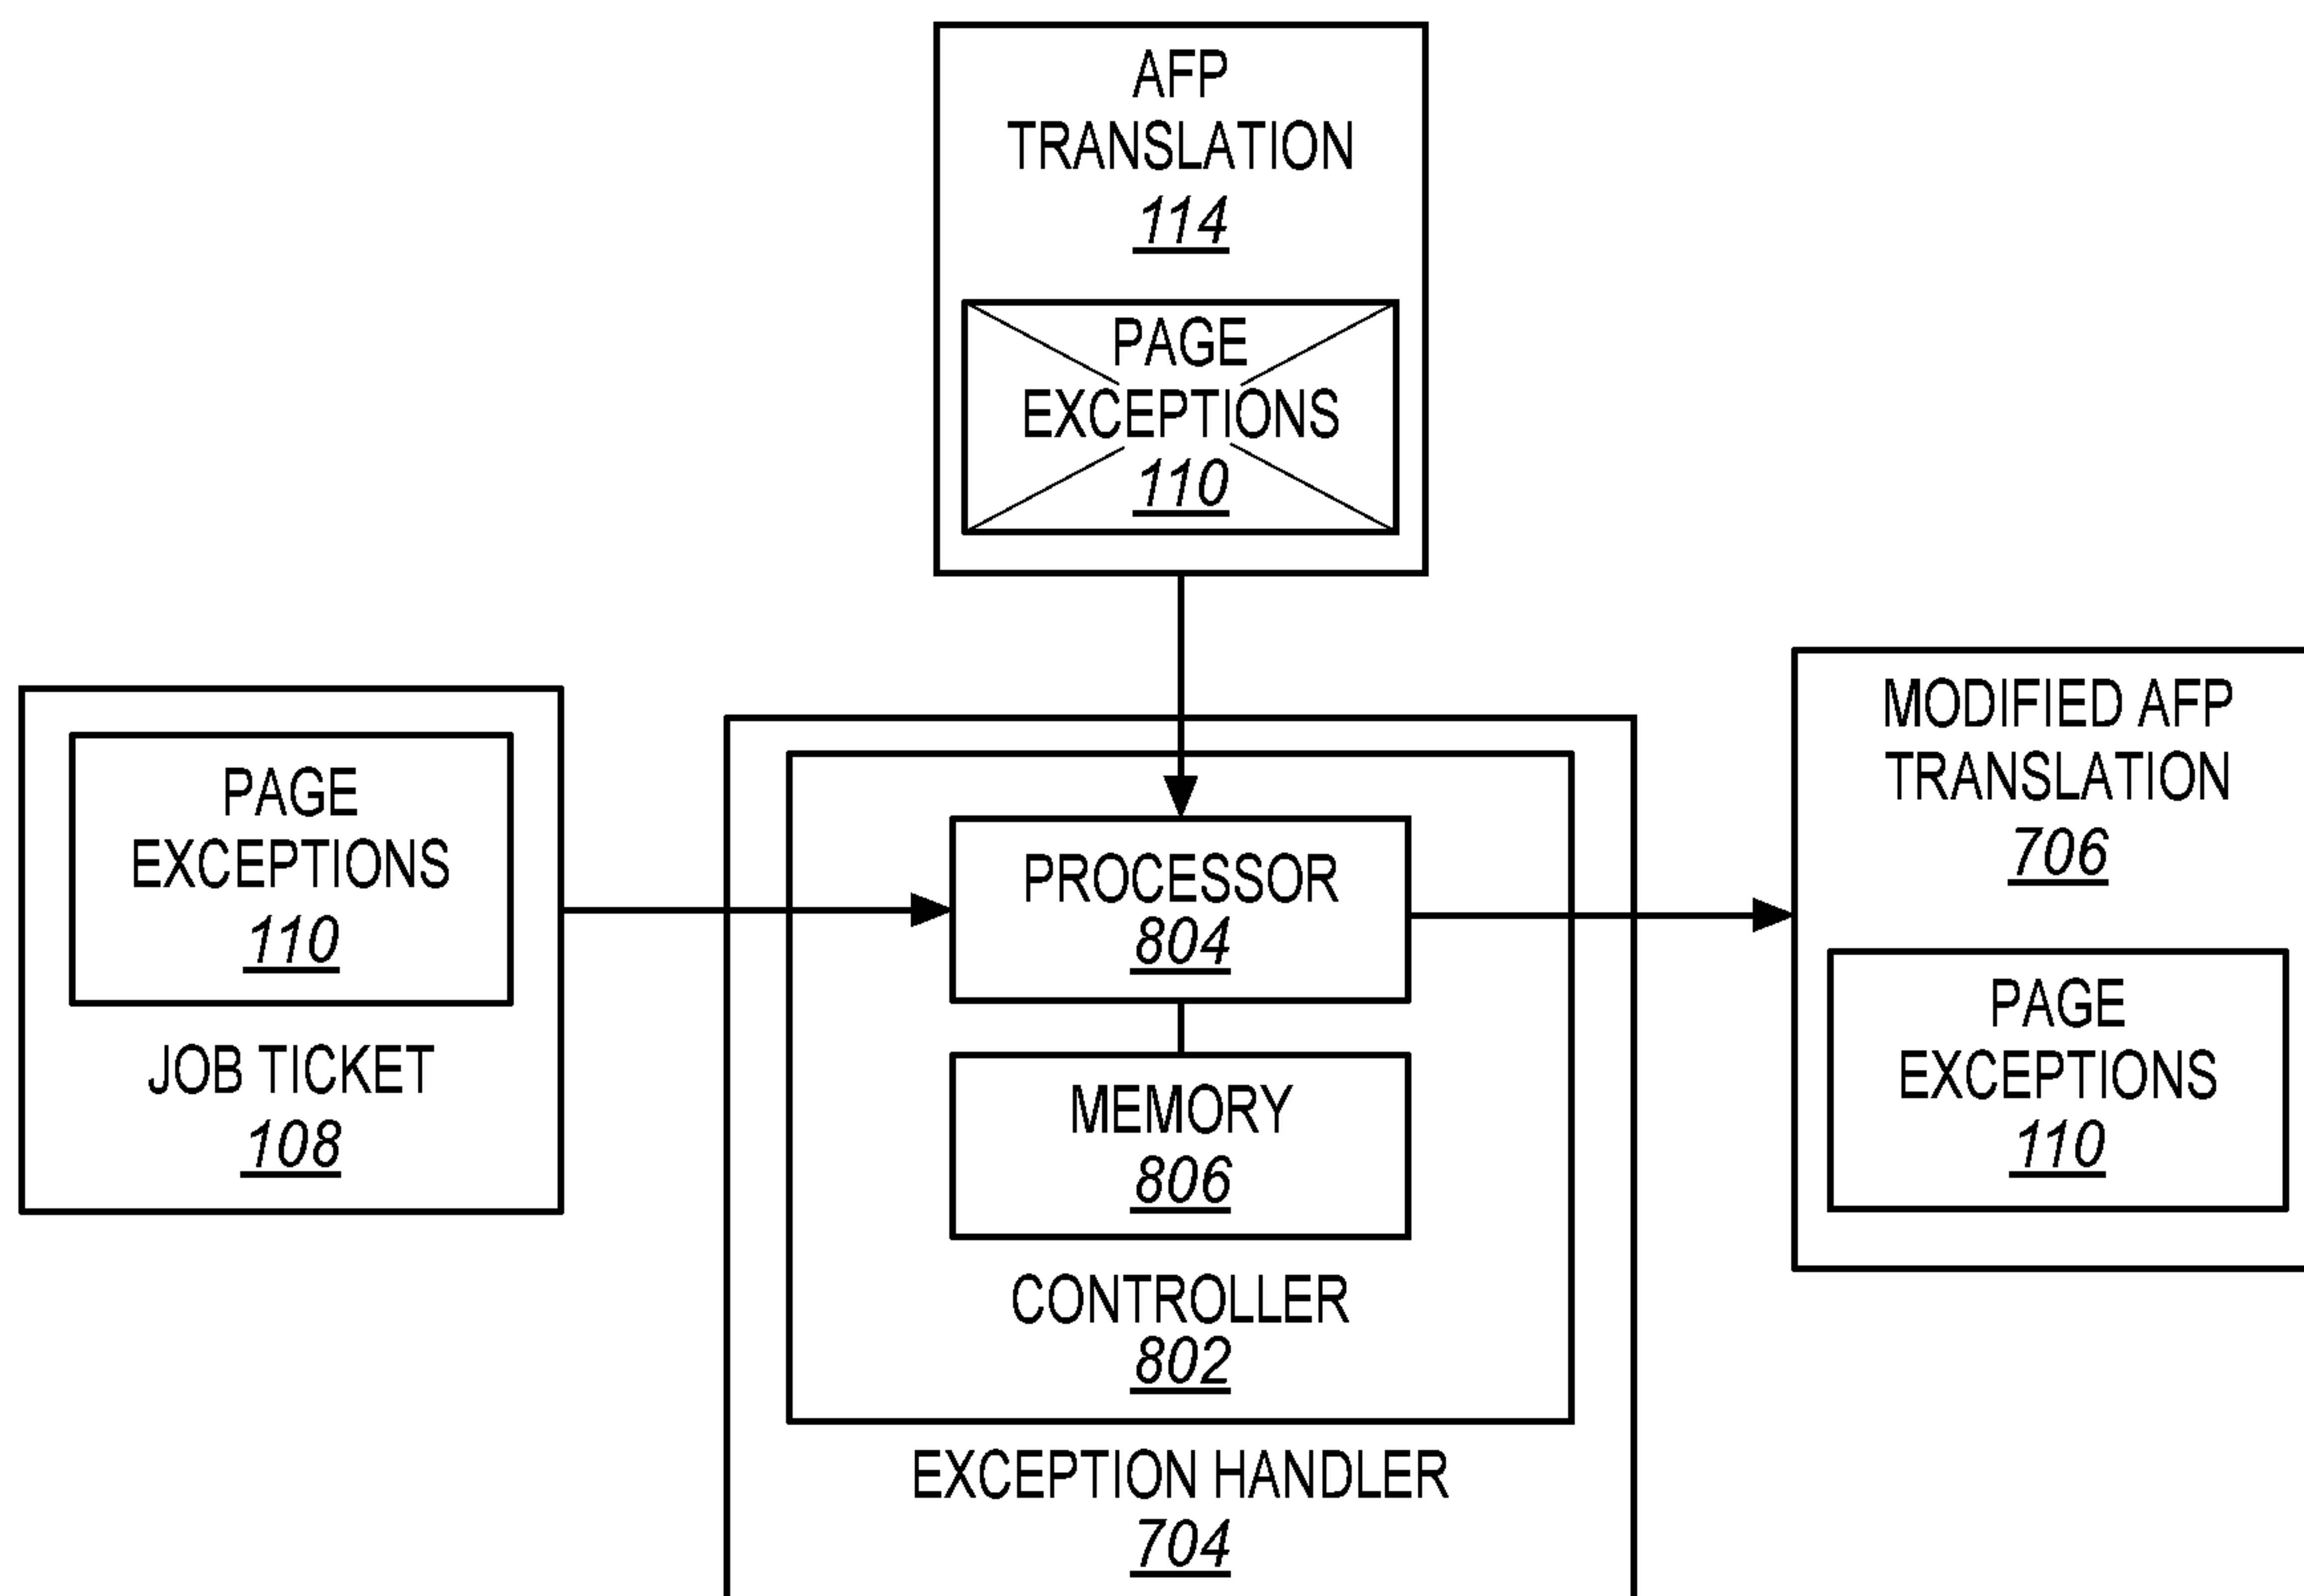 AFP
TRANSLATION
114
PAGE
EXCEPTIONS
110
PAGE
EXCEPTIONS
110
JOB TICKET
108
PROCESSOR
804
MEMORY
806
CONTROLLER
802
EXCEPTION HANDLER
704
MODIFIED AFP
TRANSLATION
706
PAGE
EXCEPTIONS
110